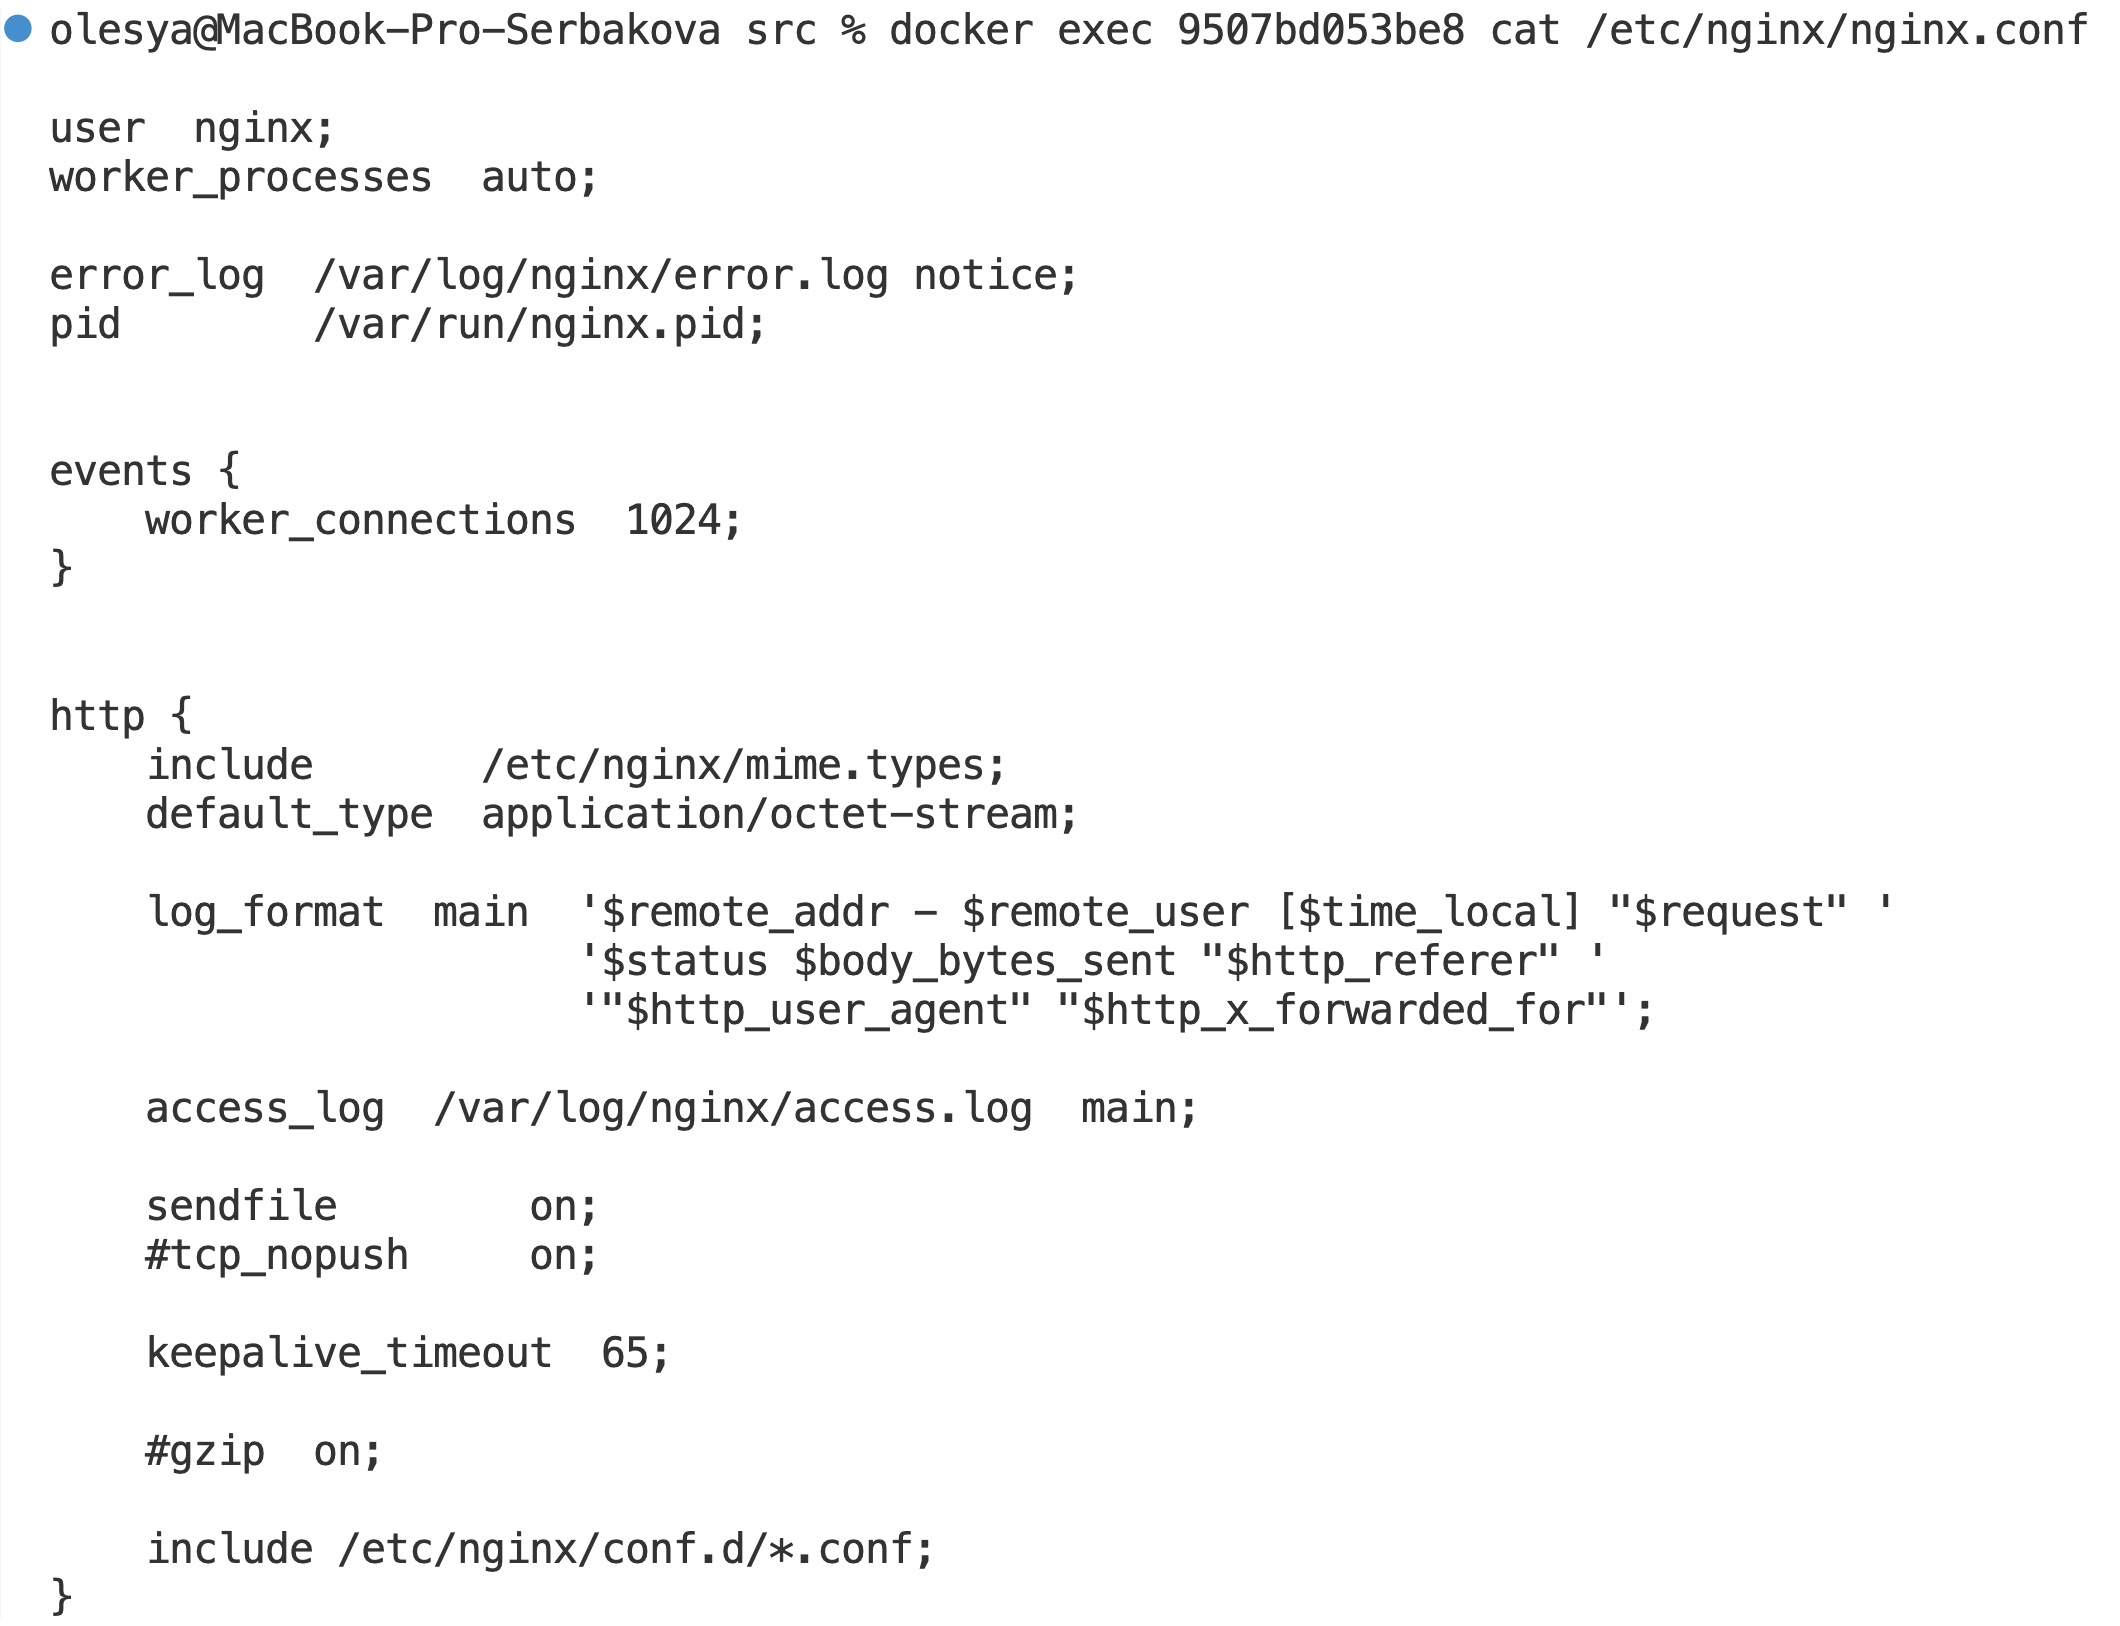 olesya@MacBook-Pro-Serbakova src % docker exec 9507bd053be8 cat /etc/nginx/nginx.conf
user  nginx;
worker_processes  auto;
error_log  /var/log/nginx/error.log notice;
pid        /var/run/nginx.pid;
events {
    worker_connections  1024;
}
http {
    include       /etc/nginx/mime.types;
    default_type  application/octet-stream;
    log_format  main  '$remote_addr - $remote_user [$time_local] "$request" '
                      '$status $body_bytes_sent "$http_referer" '
                      '"$http_user_agent" "$http_x_forwarded_for"';
    access_log  /var/log/nginx/access.log  main;
    sendfile        on;
    #tcp_nopush     on;
    keepalive_timeout  65;
    #gzip  on;
    include /etc/nginx/conf.d/*.conf;
}